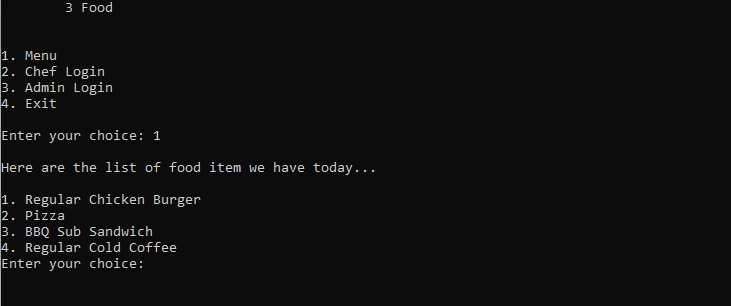 3 Food
1. Menu
2. Chef Login
3. Admin Login
4. Exit
Enter your choice: 1
Here are the list of food item we have today...
1. Regular Chicken Burger
2. Pizza
3. BBQ Sub Sandwich
4. Regular Cold Coffee
Enter your choice: